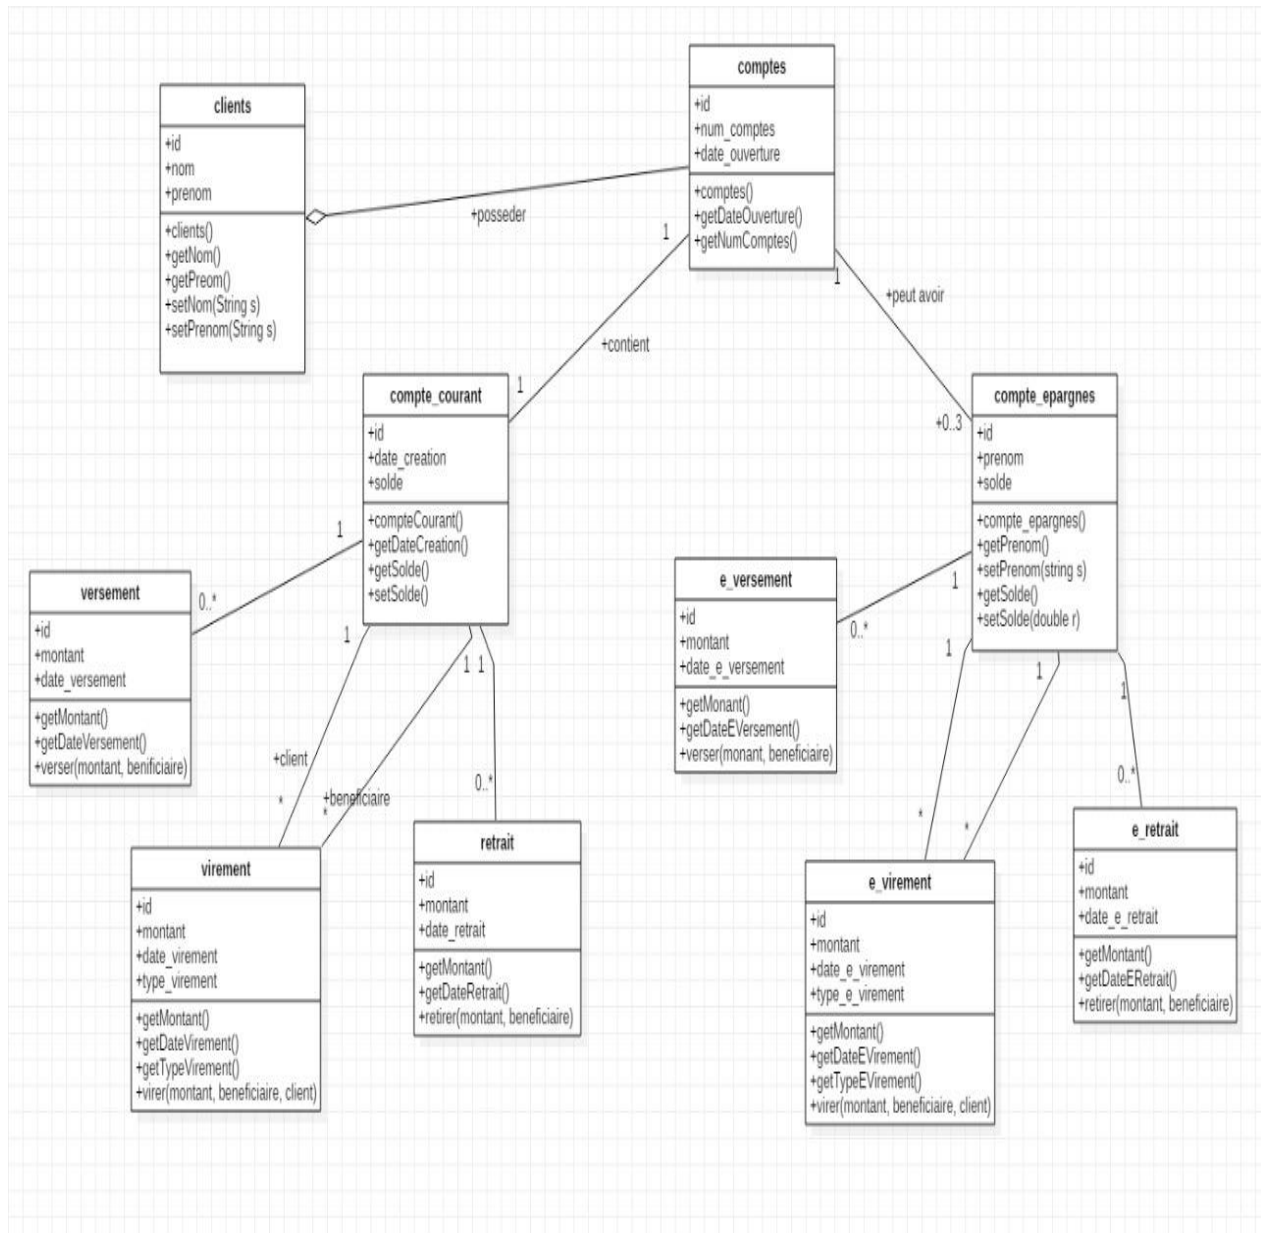 comptes
+id
+num_comptes
+date_ouverture
+comptes()
+getDateOuverture()
+getNumComptes()
clients
+id
+nom
+prenom
+clients()
+getNom()
+getPreom()
+setNom(String s)
+setPrenom(String s)
+posseder
1
1
+contient
1
+peut avoir
+0..3
compte_courant
+id
+date_creation
+solde
+compteCourant()
+getDateCreation()
+getSolde()
+setSolde()
compte_epargnes
+id
+prenom
+solde
+compte_epargnes()
+getPrenom()
+setPrenom(string s)
+getSolde()
+setSolde(double r)
1
0..*
versement
+id
+montant
+date_versement
+getMontant()
+getDateVersement()
+verser(montant, benificiaire)
e_versement
+id
+montant
+date_e_versement
+getMonant()
+getDateEVersement()
+verser(monant, beneficiaire)
1
0..*
1
+client
*
1
+beneficiaire
*
1
0..*
1
*
1
*
1
0..*
virement
+id
+montant
+date_virement
+type_virement
+getMontant()
+getDateVirement()
+getTypeVirement()
+virer(montant, beneficiaire, client)
retrait
+id
+montant
+date_retrait
+getMontant()
+getDateRetrait()
+retirer(montant, beneficiaire)
e_virement
+id
+montant
+date_e_virement
+type_e_virement
+getMontant()
+getDateEVirement()
+getTypeEVirement()
+virer(montant, beneficiaire, client)
e_retrait
+id
+montant
+date_e_retrait
+getMontant()
+getDateERetrait()
+retirer(montant, beneficiaire)